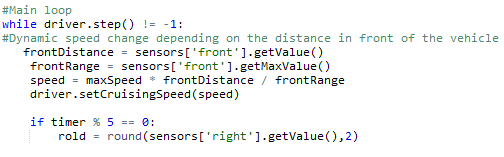 #Main loop
while driver.step() != -1:
#Dynamic speed change depending on the distance in front of the vehicle
frontDistance = sensors['front'].getValue()
frontRange = sensors['front'].getMaxValue()
speed = maxSpeed * frontDistance / frontRange
driver.setCruisingSpeed(speed)
if timer % 5 == 0:
rold = round(sensors['right'].getValue(),2)